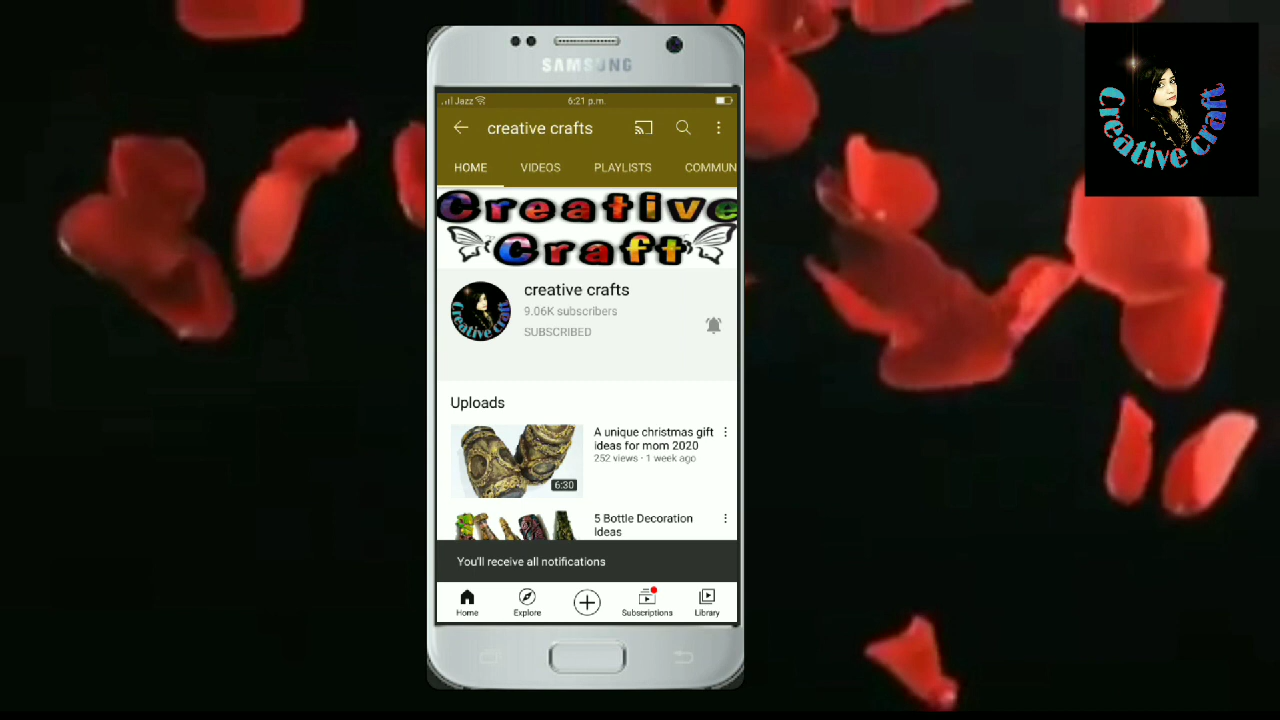 SAMSUNG
Jazz
6:21 p.m.
creative crafts
HOME VIDEOS PLAYLISTS COMMUN
Creative
Craft
creative crafts
9.06K subscribers
SUBSCRIBED
Creative craft
Uploads
A unique christmas gift
ideas for mom 2020
252 views · 1 week ago
6:30
5 Bottle Decoration
Ideas
You'll receive all notifications
Home Explore Subscriptions Library
Creative craft